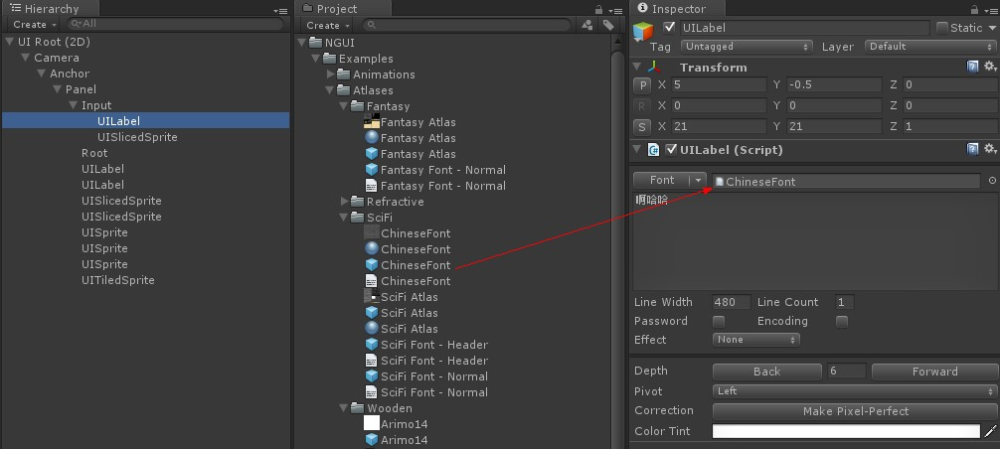 Hierarchy
Create
All
UI Root (2D)
Camera
Anchor
Panel
Input
UILabel
UISlicedSprite
Root
UILabel
UILabel
UISlicedSprite
UISlicedSprite
UISprite
UISprite
UISprite
UITiledSprite
Project
Create
NGUI
Examples
Animations
Atlases
Fantasy
Fantasy Atlas
Fantasy Atlas
Fantasy Atlas
Fantasy Font - Normal
Fantasy Font - Normal
Refractive
SciFi
ChineseFont
ChineseFont
ChineseFont
ChineseFont
SciFi Atlas
SciFi Atlas
SciFi Atlas
SciFi Font - Header
SciFi Font - Header
SciFi Font - Normal
SciFi Font - Normal
Wooden
Arimo14
Arimo14
Inspector
UILabel Static
Tag Untagged Layer Default
Transform
P X 5 Y -0.5 Z 0
R X 0 Y 0 Z 0
S X 21 Y 21 Z 1
UILabel (Script)
Font ChineseFont
啊哈哈
Line Width 480 Line Count 1
Password Encoding
Effect None
Depth Back 6 Forward
Pivot Left
Correction Make Pixel-Perfect
Color Tint